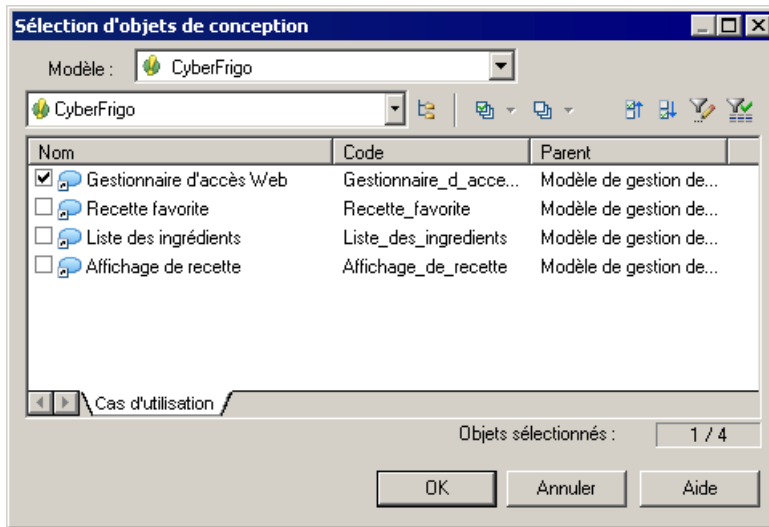 Sélection d'objets de conception
Modèle : CyberFrigo
CyberFrigo
Nom Code Parent
Gestionnaire d'accès Web Gestionnaire_d_acce... Modèle de gestion de...
Recette favorite Recette_favorite Modèle de gestion de...
Liste des ingrédients Liste_des_ingredients Modèle de gestion de...
Affichage de recette Affichage_de_recette Modèle de gestion de...
Cas d'utilisation
Objets sélectionnés : 1 / 4
OK Annuler Aide